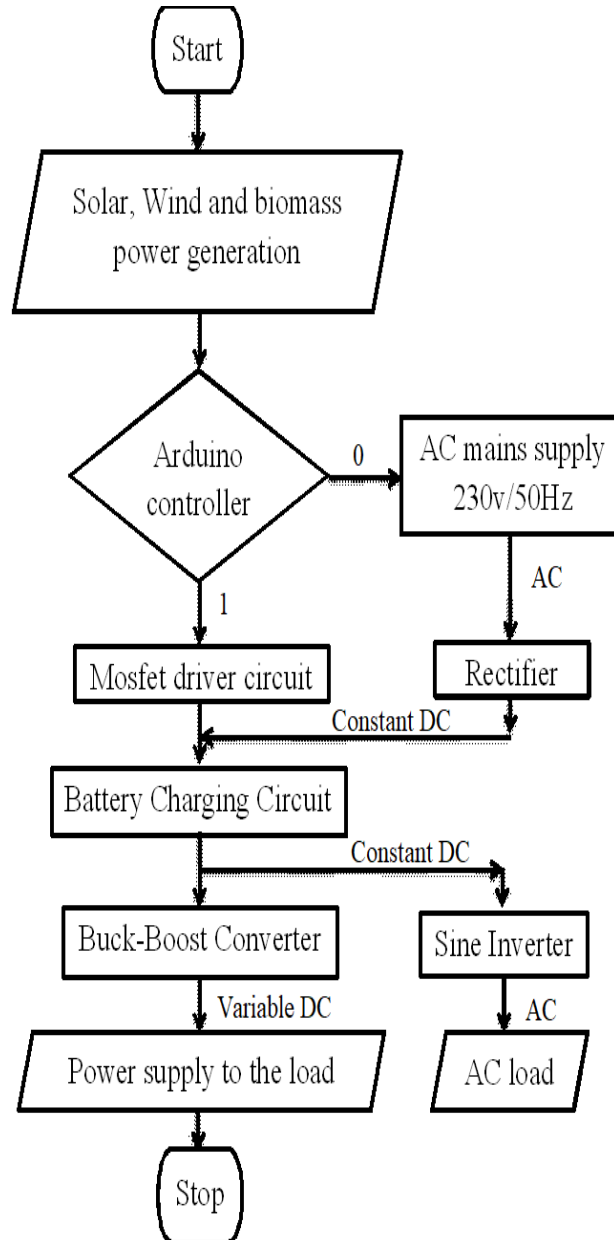 Start
Solar, Wind and biomass
power generation
Arduino
controller
0
AC mains supply
230v/50Hz
1
AC
Mosfet driver circuit
Rectifier
Constant DC
Battery Charging Circuit
Constant DC
Buck-Boost Converter
Sine Inverter
Variable DC
AC
Power supply to the load
AC load
Stop